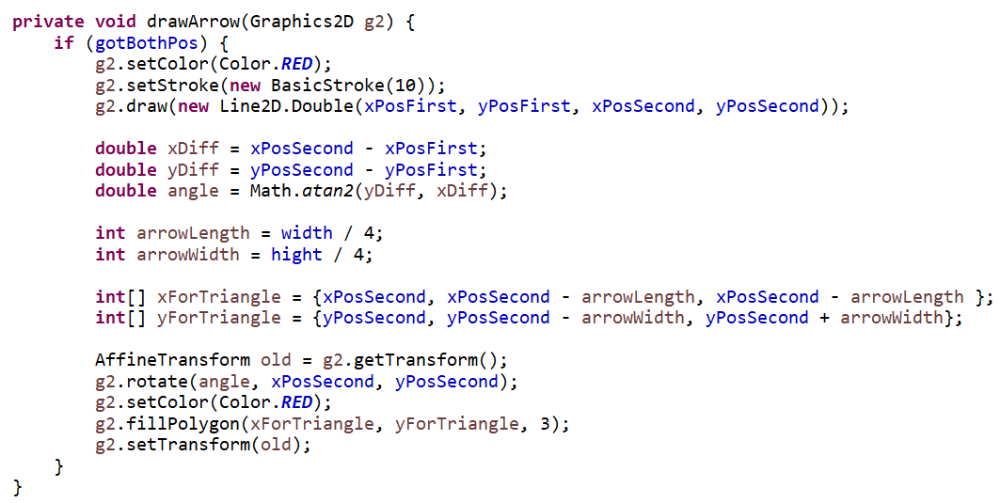 private void drawArrow(Graphics2D g2) {
    if (gotBothPos) {
        g2.setColor(Color.RED);
        g2.setStroke(new BasicStroke(10));
        g2.draw(new Line2D.Double(xPosFirst, yPosFirst, xPosSecond, yPosSecond));

        double xDiff = xPosSecond - xPosFirst;
        double yDiff = yPosSecond - yPosFirst;
        double angle = Math.atan2(yDiff, xDiff);

        int arrowLength = width / 4;
        int arrowWidth = hight / 4;

        int[] xForTriangle = {xPosSecond, xPosSecond - arrowLength, xPosSecond - arrowLength };
        int[] yForTriangle = {yPosSecond, yPosSecond - arrowWidth, yPosSecond + arrowWidth};

        AffineTransform old = g2.getTransform();
        g2.rotate(angle, xPosSecond, yPosSecond);
        g2.setColor(Color.RED);
        g2.fillPolygon(xForTriangle, yForTriangle, 3);
        g2.setTransform(old);
    }
}